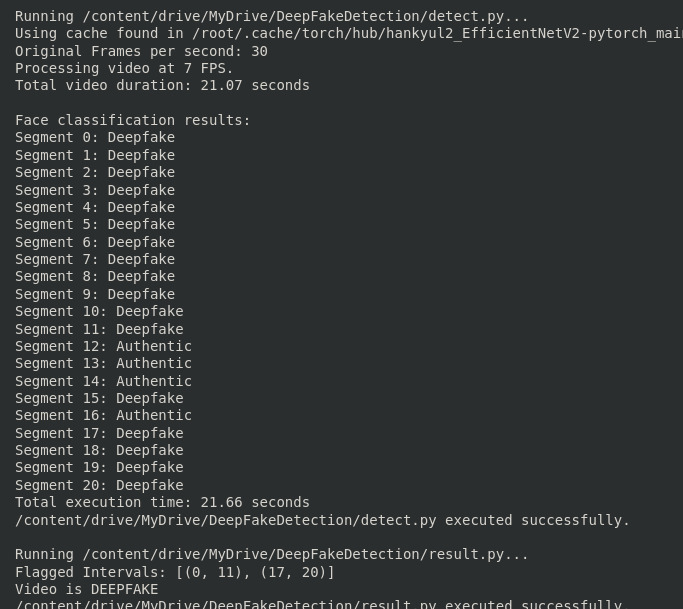 Running /content/drive/MyDrive/DeepFakeDetection/detect.py...
Using cache found in /root/.cache/torch/hub/hankyul2_EfficientNetV2-pytorch_main
Original Frames per second: 30
Processing video at 7 FPS.
Total video duration: 21.07 seconds

Face classification results:
Segment 0: Deepfake
Segment 1: Deepfake
Segment 2: Deepfake
Segment 3: Deepfake
Segment 4: Deepfake
Segment 5: Deepfake
Segment 6: Deepfake
Segment 7: Deepfake
Segment 8: Deepfake
Segment 9: Deepfake
Segment 10: Deepfake
Segment 11: Deepfake
Segment 12: Authentic
Segment 13: Authentic
Segment 14: Authentic
Segment 15: Deepfake
Segment 16: Authentic
Segment 17: Deepfake
Segment 18: Deepfake
Segment 19: Deepfake
Segment 20: Deepfake
Total execution time: 21.66 seconds
/content/drive/MyDrive/DeepFakeDetection/detect.py executed successfully.

Running /content/drive/MyDrive/DeepFakeDetection/result.py...
Flagged Intervals: [(0, 11), (17, 20)]
Video is DEEPFAKE
/content/drive/MyDrive/DeepFakeDetection/result.py executed successfully